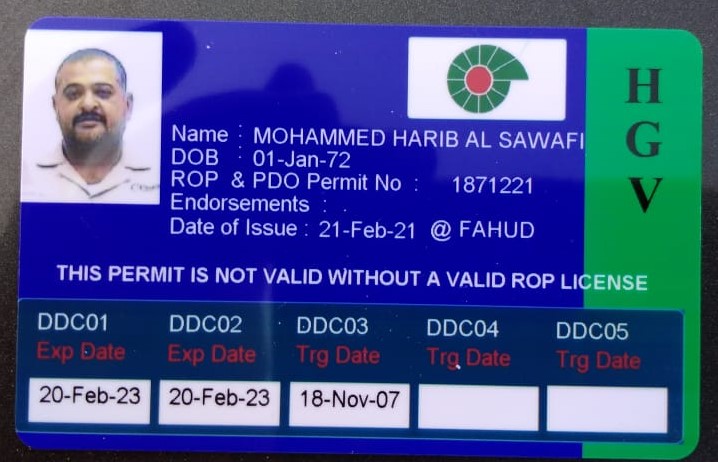 HGV
Name : MOHAMMED HARIB AL SAWAFI
DOB : 01-Jan-72
ROP & PDO Permit No : 1871221
Endorsements :
Date of Issue : 21-Feb-21 @ FAHUD
THIS PERMIT IS NOT VALID WITHOUT A VALID ROP LICENSE
DDC01 DDC02 DDC03 DDC04 DDC05
Exp Date Exp Date Trg Date Trg Date Trg Date
20-Feb-23 20-Feb-23 18-Nov-07